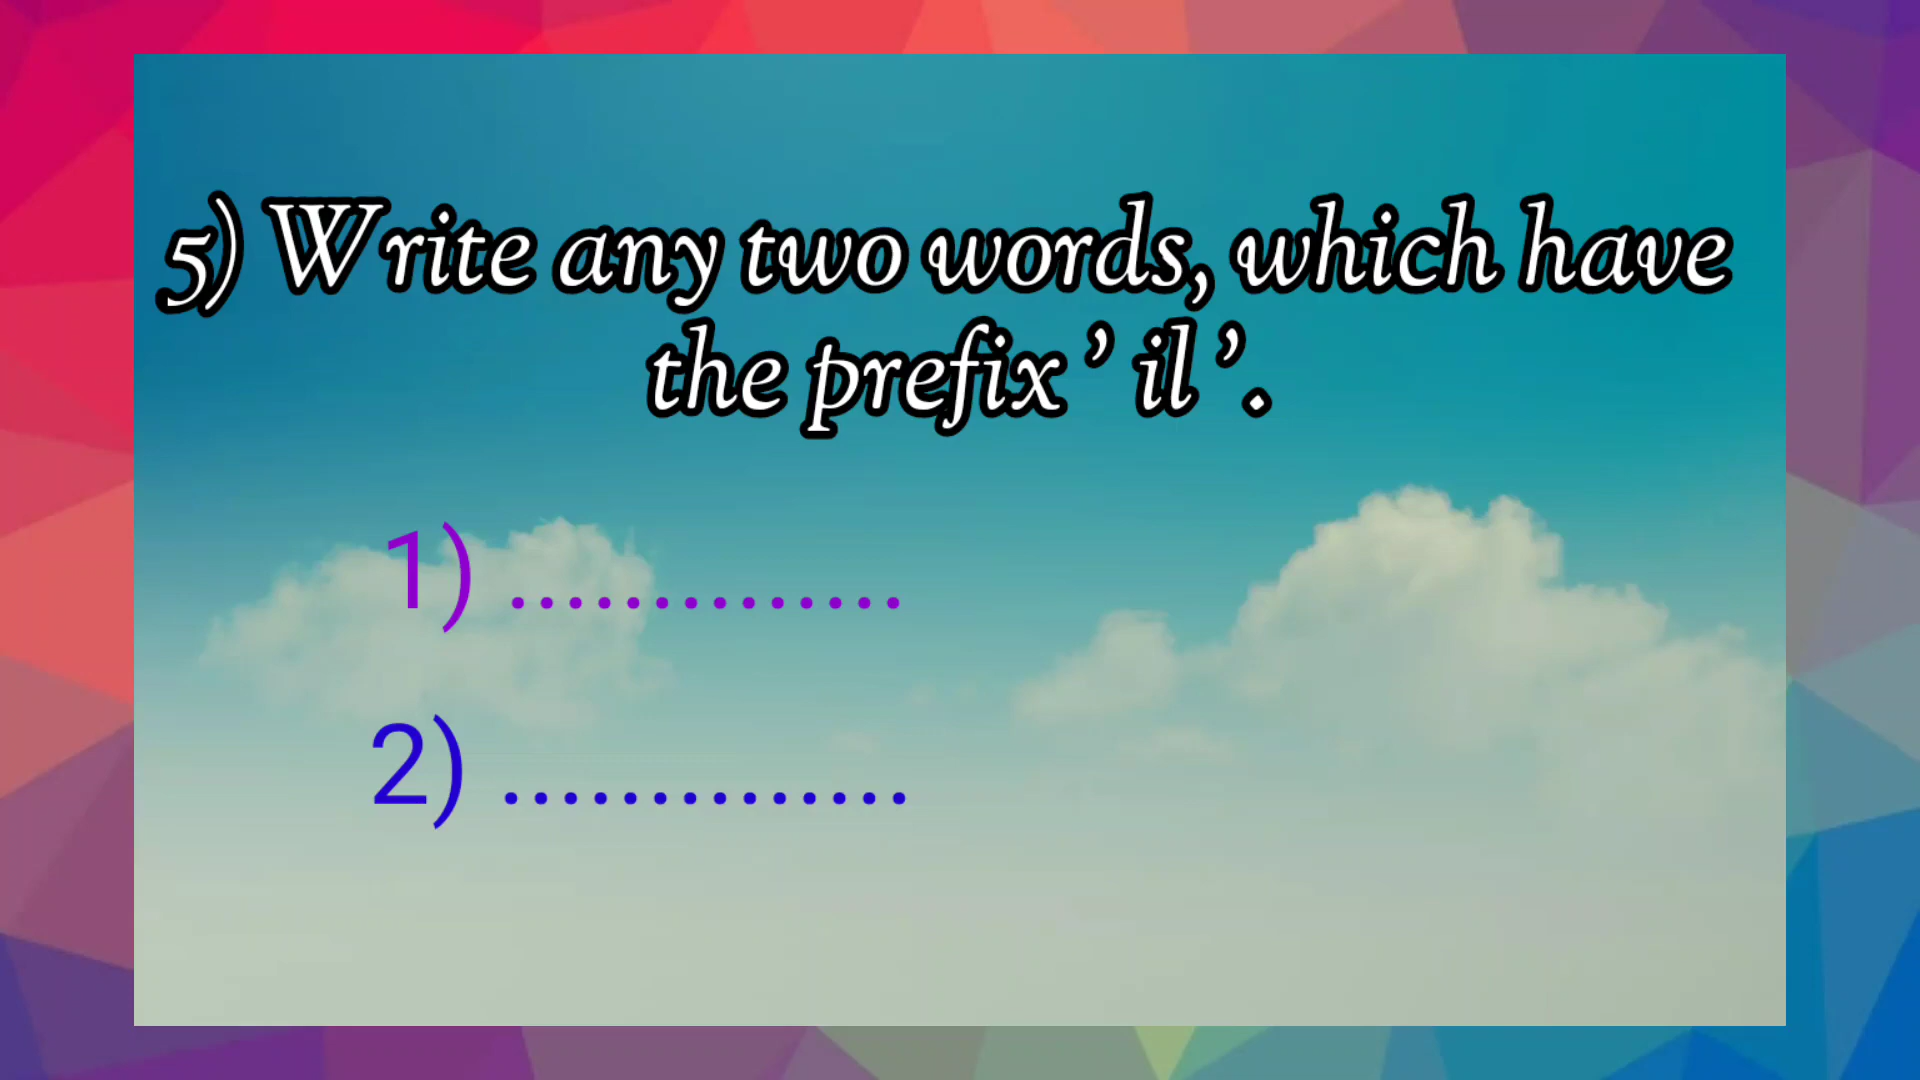 5) Write any two words, which have
the prefix ’ il ’.
1) ..............
2) ..............